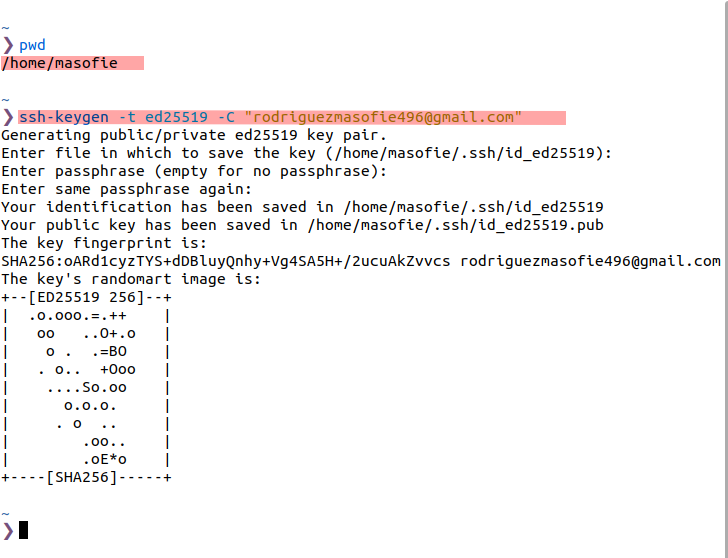 ~
❯ pwd
/home/masofie
~
❯ ssh-keygen -t ed25519 -C "rodriguezmasofie496@gmail.com"
Generating public/private ed25519 key pair.
Enter file in which to save the key (/home/masofie/.ssh/id_ed25519):
Enter passphrase (empty for no passphrase):
Enter same passphrase again:
Your identification has been saved in /home/masofie/.ssh/id_ed25519
Your public key has been saved in /home/masofie/.ssh/id_ed25519.pub
The key fingerprint is:
SHA256:oARd1cyzTYS+dDBluyQnhy+Vg4SA5H+/2ucuAkZvvcs rodriguezmasofie496@gmail.com
The key's randomart image is:
+--[ED25519 256]--+
|  .o.ooo.=.++    |
|   oo   ..O+.o   |
|    o .  .=BO    |
|   . o..  +Ooo   |
|    ....So.oo    |
|      o.o.o.     |
|     . o  ..     |
|        .oo..    |
|        .oE*o    |
+----[SHA256]-----+
~
❯